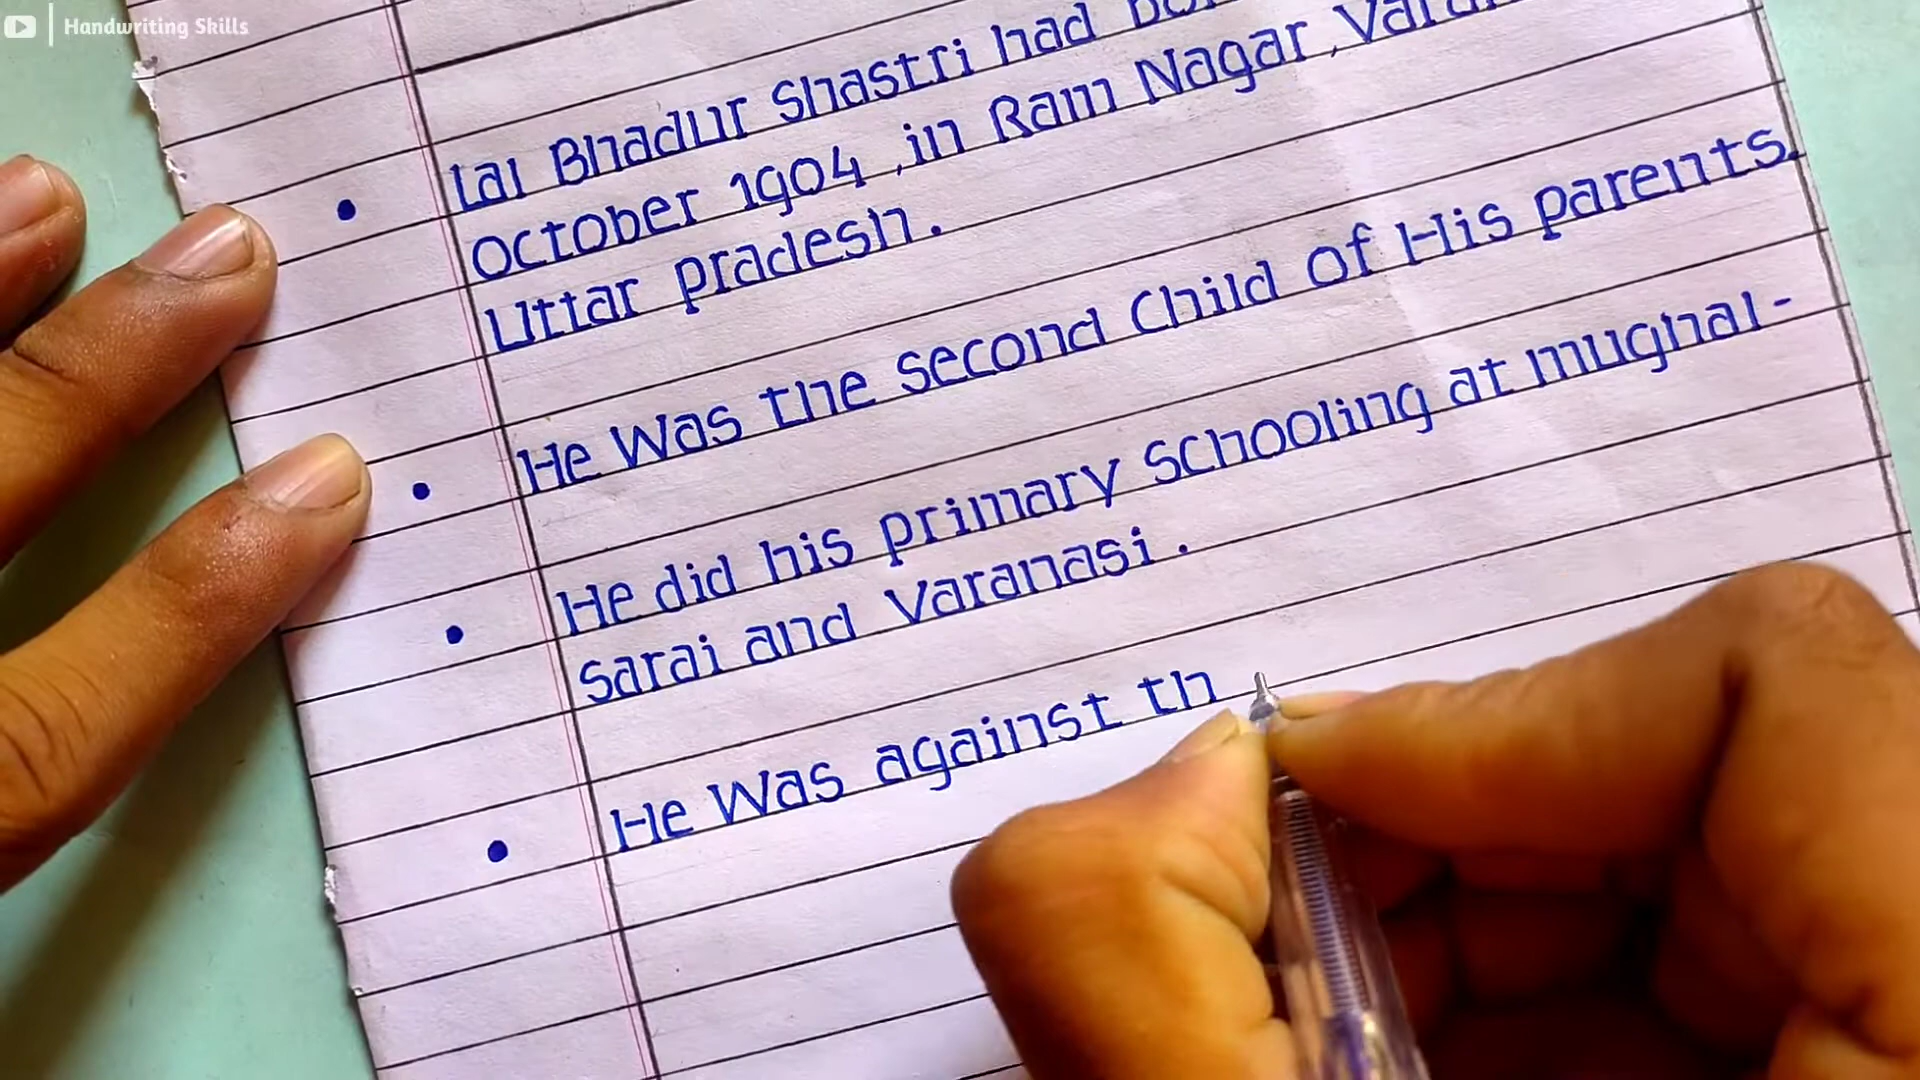 Handwriting Skills
Lal Bhadur Shastri had
October 1904 ,in Ram Nagar ,
Uttar pradesh.
He Was the second Child of His parents.
He did his primary Schooling at mughal-
Sarai and Varanasi.
He Was against th